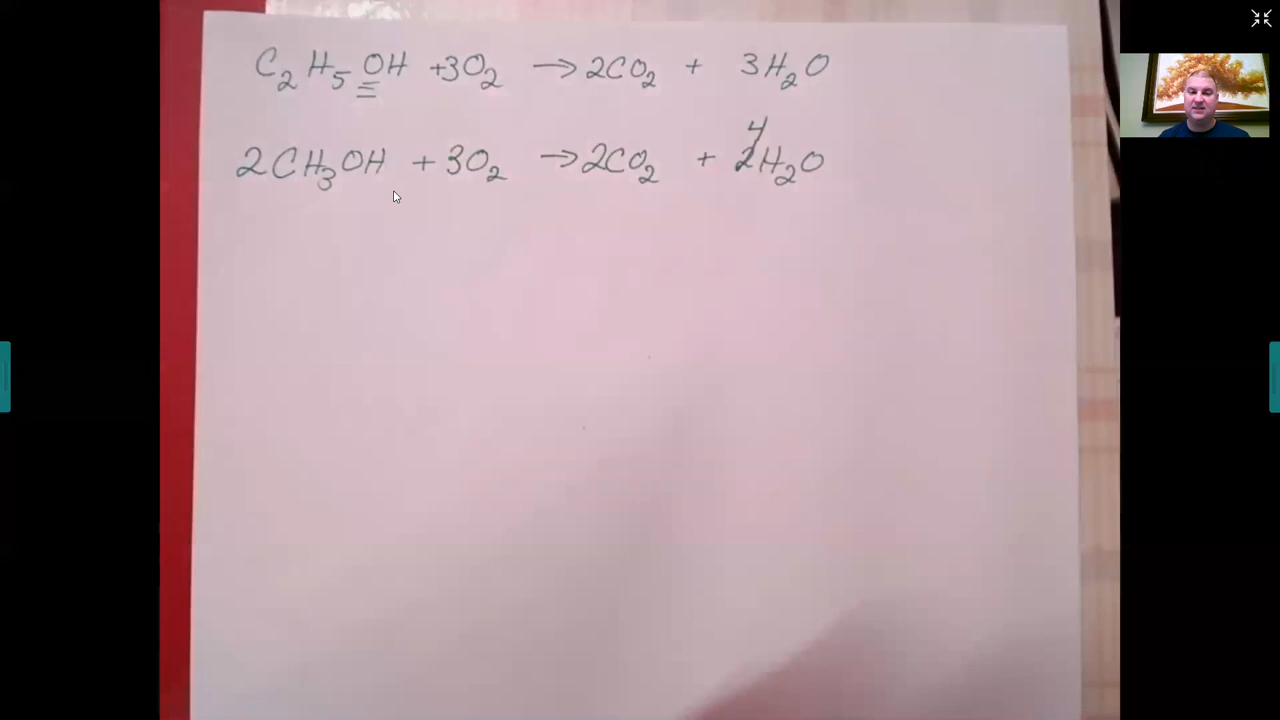 C₂H₅OH +3O₂ → 2CO₂ + 3H₂O
4
2CH₃OH + 3O₂ → 2CO₂ + 2H₂O